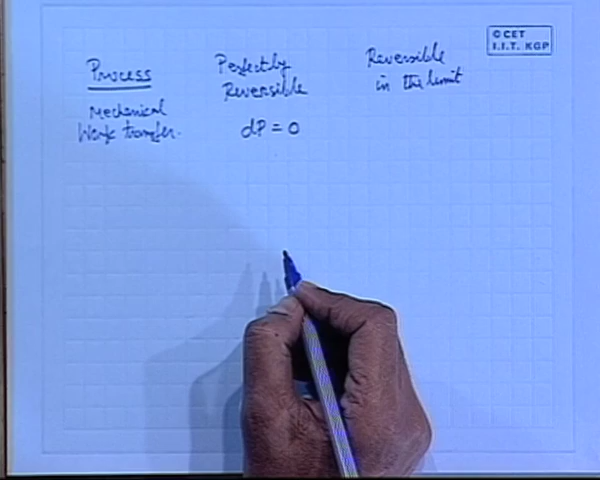 © CET
I.I.T. KGP
Process
Perfectly
Reversible
Reversible
in the limit
Mechanical
Work transfer.
dP = 0